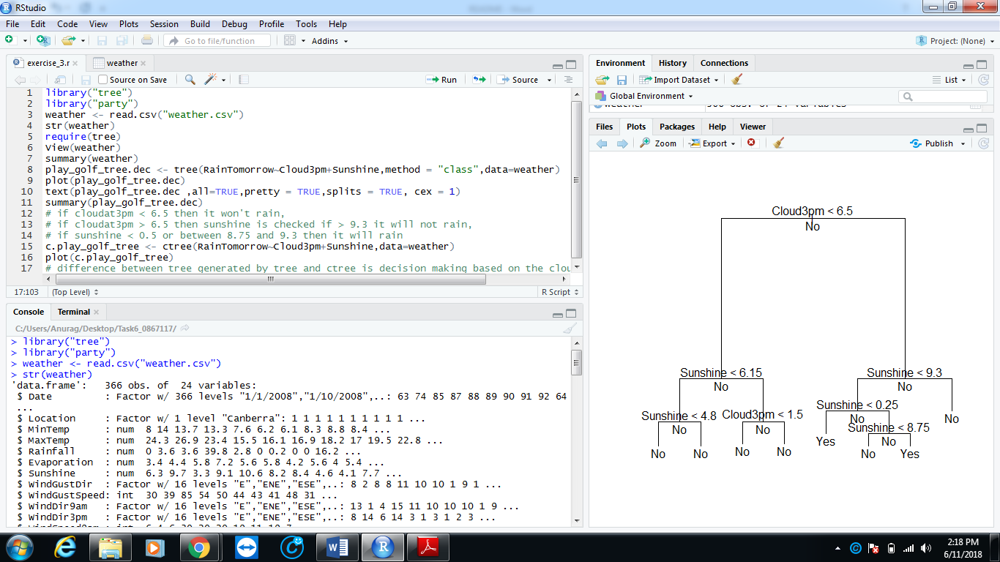 RStudio
File Edit Code View Plots Session Build Debug Profile Tools Help
Go to file/function Addins Project: (None)
exercise_3.r weather
Source on Save Run Source
1 library("tree")
2 library("party")
3 weather <- read.csv("weather.csv")
4 str(weather)
5 require(tree)
6 View(weather)
7 summary(weather)
8 play_golf_tree.dec <- tree(RainTomorrow~Cloud3pm+Sunshine,method = "class",data=weather)
9 plot(play_golf_tree.dec)
10 text(play_golf_tree.dec ,all=TRUE,pretty = TRUE,splits = TRUE, cex = 1)
11 summary(play_golf_tree.dec)
12 # if cloudat3pm < 6.5 then it won't rain,
13 # if cloudat3pm > 6.5 then sunshine is checked if > 9.3 it will not rain,
14 # if sunshine < 0.5 or between 8.75 and 9.3 then it will rain
15 c.play_golf_tree <- ctree(RainTomorrow~Cloud3pm+Sunshine,data=weather)
16 plot(c.play_golf_tree)
17 # difference between tree generated by tree and ctree is decision making based on the clou
17:103 (Top Level) R Script
Console Terminal
C:/Users/Anurag/Desktop/Task6_0867117/
> library("tree")
> library("party")
> weather <- read.csv("weather.csv")
> str(weather)
'data.frame': 366 obs. of 24 variables:
$ Date : Factor w/ 366 levels "1/1/2008","1/10/2008",..: 63 74 85 87 88 89 90 91 92 64
...
$ Location : Factor w/ 1 level "Canberra": 1 1 1 1 1 1 1 1 1 1 ...
$ MinTemp : num 8 14 13.7 13.3 7.6 6.2 6.1 8.3 8.8 8.4 ...
$ MaxTemp : num 24.3 26.9 23.4 15.5 16.1 16.9 18.2 17 19.5 22.8 ...
$ Rainfall : num 0 3.6 3.6 39.8 2.8 0 0.2 0 0 16.2 ...
$ Evaporation : num 3.4 4.4 5.8 7.2 5.6 5.8 4.2 5.6 4 5.4 ...
$ Sunshine : num 6.3 9.7 3.3 9.1 10.6 8.2 8.4 4.6 4.1 7.7 ...
$ WindGustDir : Factor w/ 16 levels "E","ENE","ESE",..: 8 2 8 8 11 10 10 1 9 1 ...
$ WindGustSpeed: int 30 39 85 54 50 44 43 41 48 31 ...
$ WindDir9am : Factor w/ 16 levels "E","ENE","ESE",..: 13 1 4 15 11 10 10 10 1 9 ...
$ WindDir3pm : Factor w/ 16 levels "E","ENE","ESE",..: 8 14 6 14 3 1 3 1 2 3 ...
Environment History Connections
Import Dataset List
Global Environment
weather 366 obs. of 24 variables
Files Plots Packages Help Viewer
Zoom Export Publish
Cloud3pm < 6.5
No
Sunshine < 6.15 Sunshine < 9.3
No No
Sunshine < 4.8 Cloud3pm < 1.5 Sunshine < 0.25
No No No No
Sunshine < 8.75
Yes No
No No No No No Yes
2:18 PM
6/11/2018